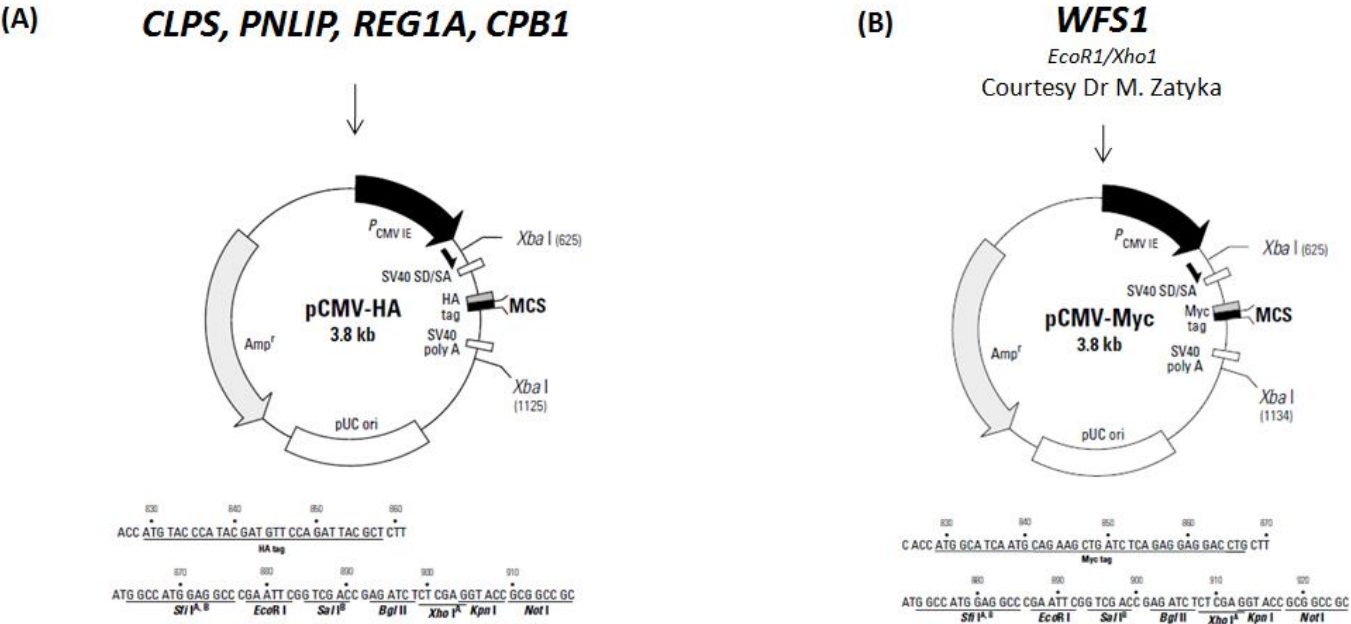 (A)
CLPS, PNLIP, REG1A, CPB1
P CMV IE
Xba I (625)
SV40 SD/SA
HA
tag
MCS
pCMV-HA
3.8 kb
SV40
poly A
Ampr
Xba I
(1125)
pUC ori
830 840 850 860
ACC ATG TAC CCA TAC GAT GTT CCA GAT TAC GCT CTT
HA tag
870 880 890 900 910
ATG GCC ATG GAG GCC CGA ATT CGG TCG ACC GAG ATC TCT CGA GGT ACC GCG GCC GC
Sfi I A, B EcoR I Sal I B Bgl II Xho I A Kpn I Not I
(B)
WFS1
EcoR1/Xho1
Courtesy Dr M. Zatyka
P CMV IE
Xba I (625)
SV40 SD/SA
Myc
tag
MCS
pCMV-Myc
3.8 kb
SV40
poly A
Ampr
Xba I
(1134)
pUC ori
830 840 850 860 870
C ACC ATG GCA TCA ATG CAG AAG CTG ATC TCA GAG GAG GAC CTG CTT
Myc tag
880 890 900 910 920
ATG GCC ATG GAG GCC CGA ATT CGG TCG ACC GAG ATC TCT CGA GGT ACC GCG GCC GC
Sfi I A, B EcoR I Sal I B Bgl II Xho I A Kpn I Not I